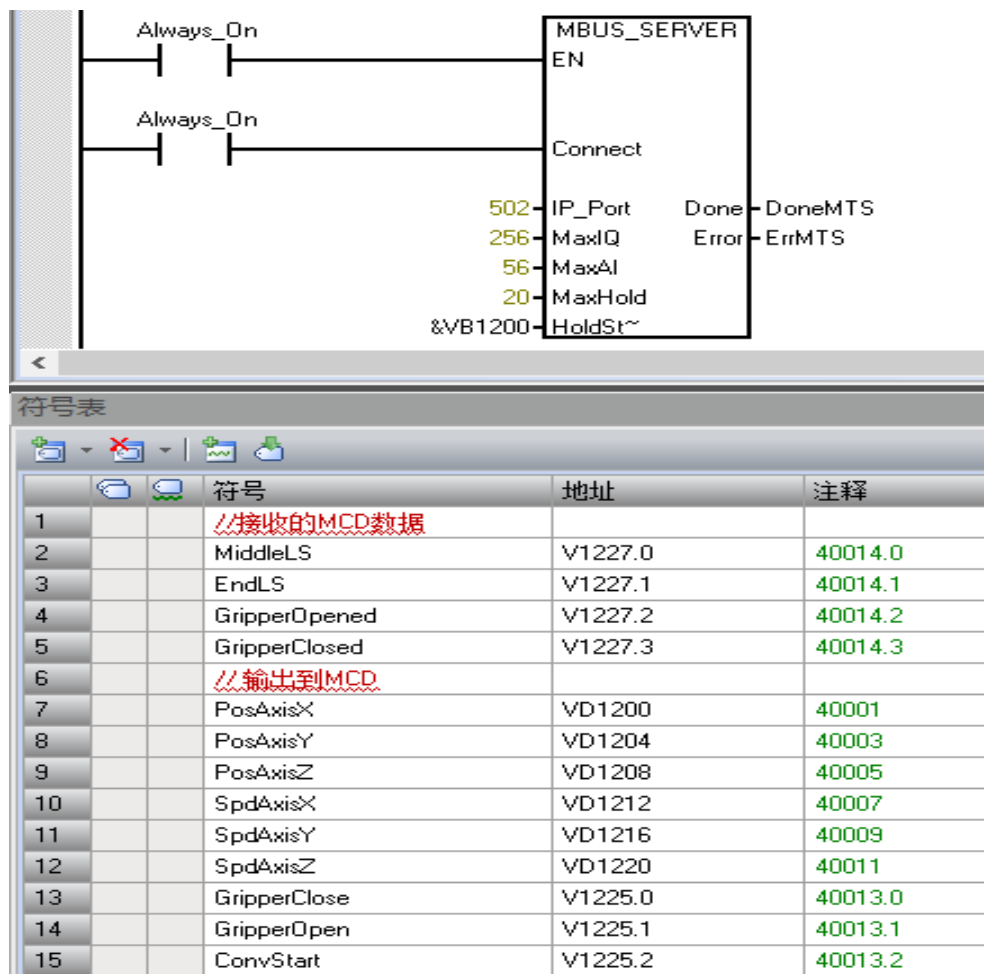 Always_On
MBUS_SERVER
EN
Always_On
Connect
502 IP_Port Done DoneMTS
256 MaxIQ Error ErrMTS
56 MaxAI
20 MaxHold
&VB1200 HoldSt~
<
符号表
符号 地址 注释
1 //接收的MCD数据
2 MiddleLS V1227.0 40014.0
3 EndLS V1227.1 40014.1
4 GripperOpened V1227.2 40014.2
5 GripperClosed V1227.3 40014.3
6 //输出到MCD
7 PosAxisX VD1200 40001
8 PosAxisY VD1204 40003
9 PosAxisZ VD1208 40005
10 SpdAxisX VD1212 40007
11 SpdAxisY VD1216 40009
12 SpdAxisZ VD1220 40011
13 GripperClose V1225.0 40013.0
14 GripperOpen V1225.1 40013.1
15 ConvStart V1225.2 40013.2